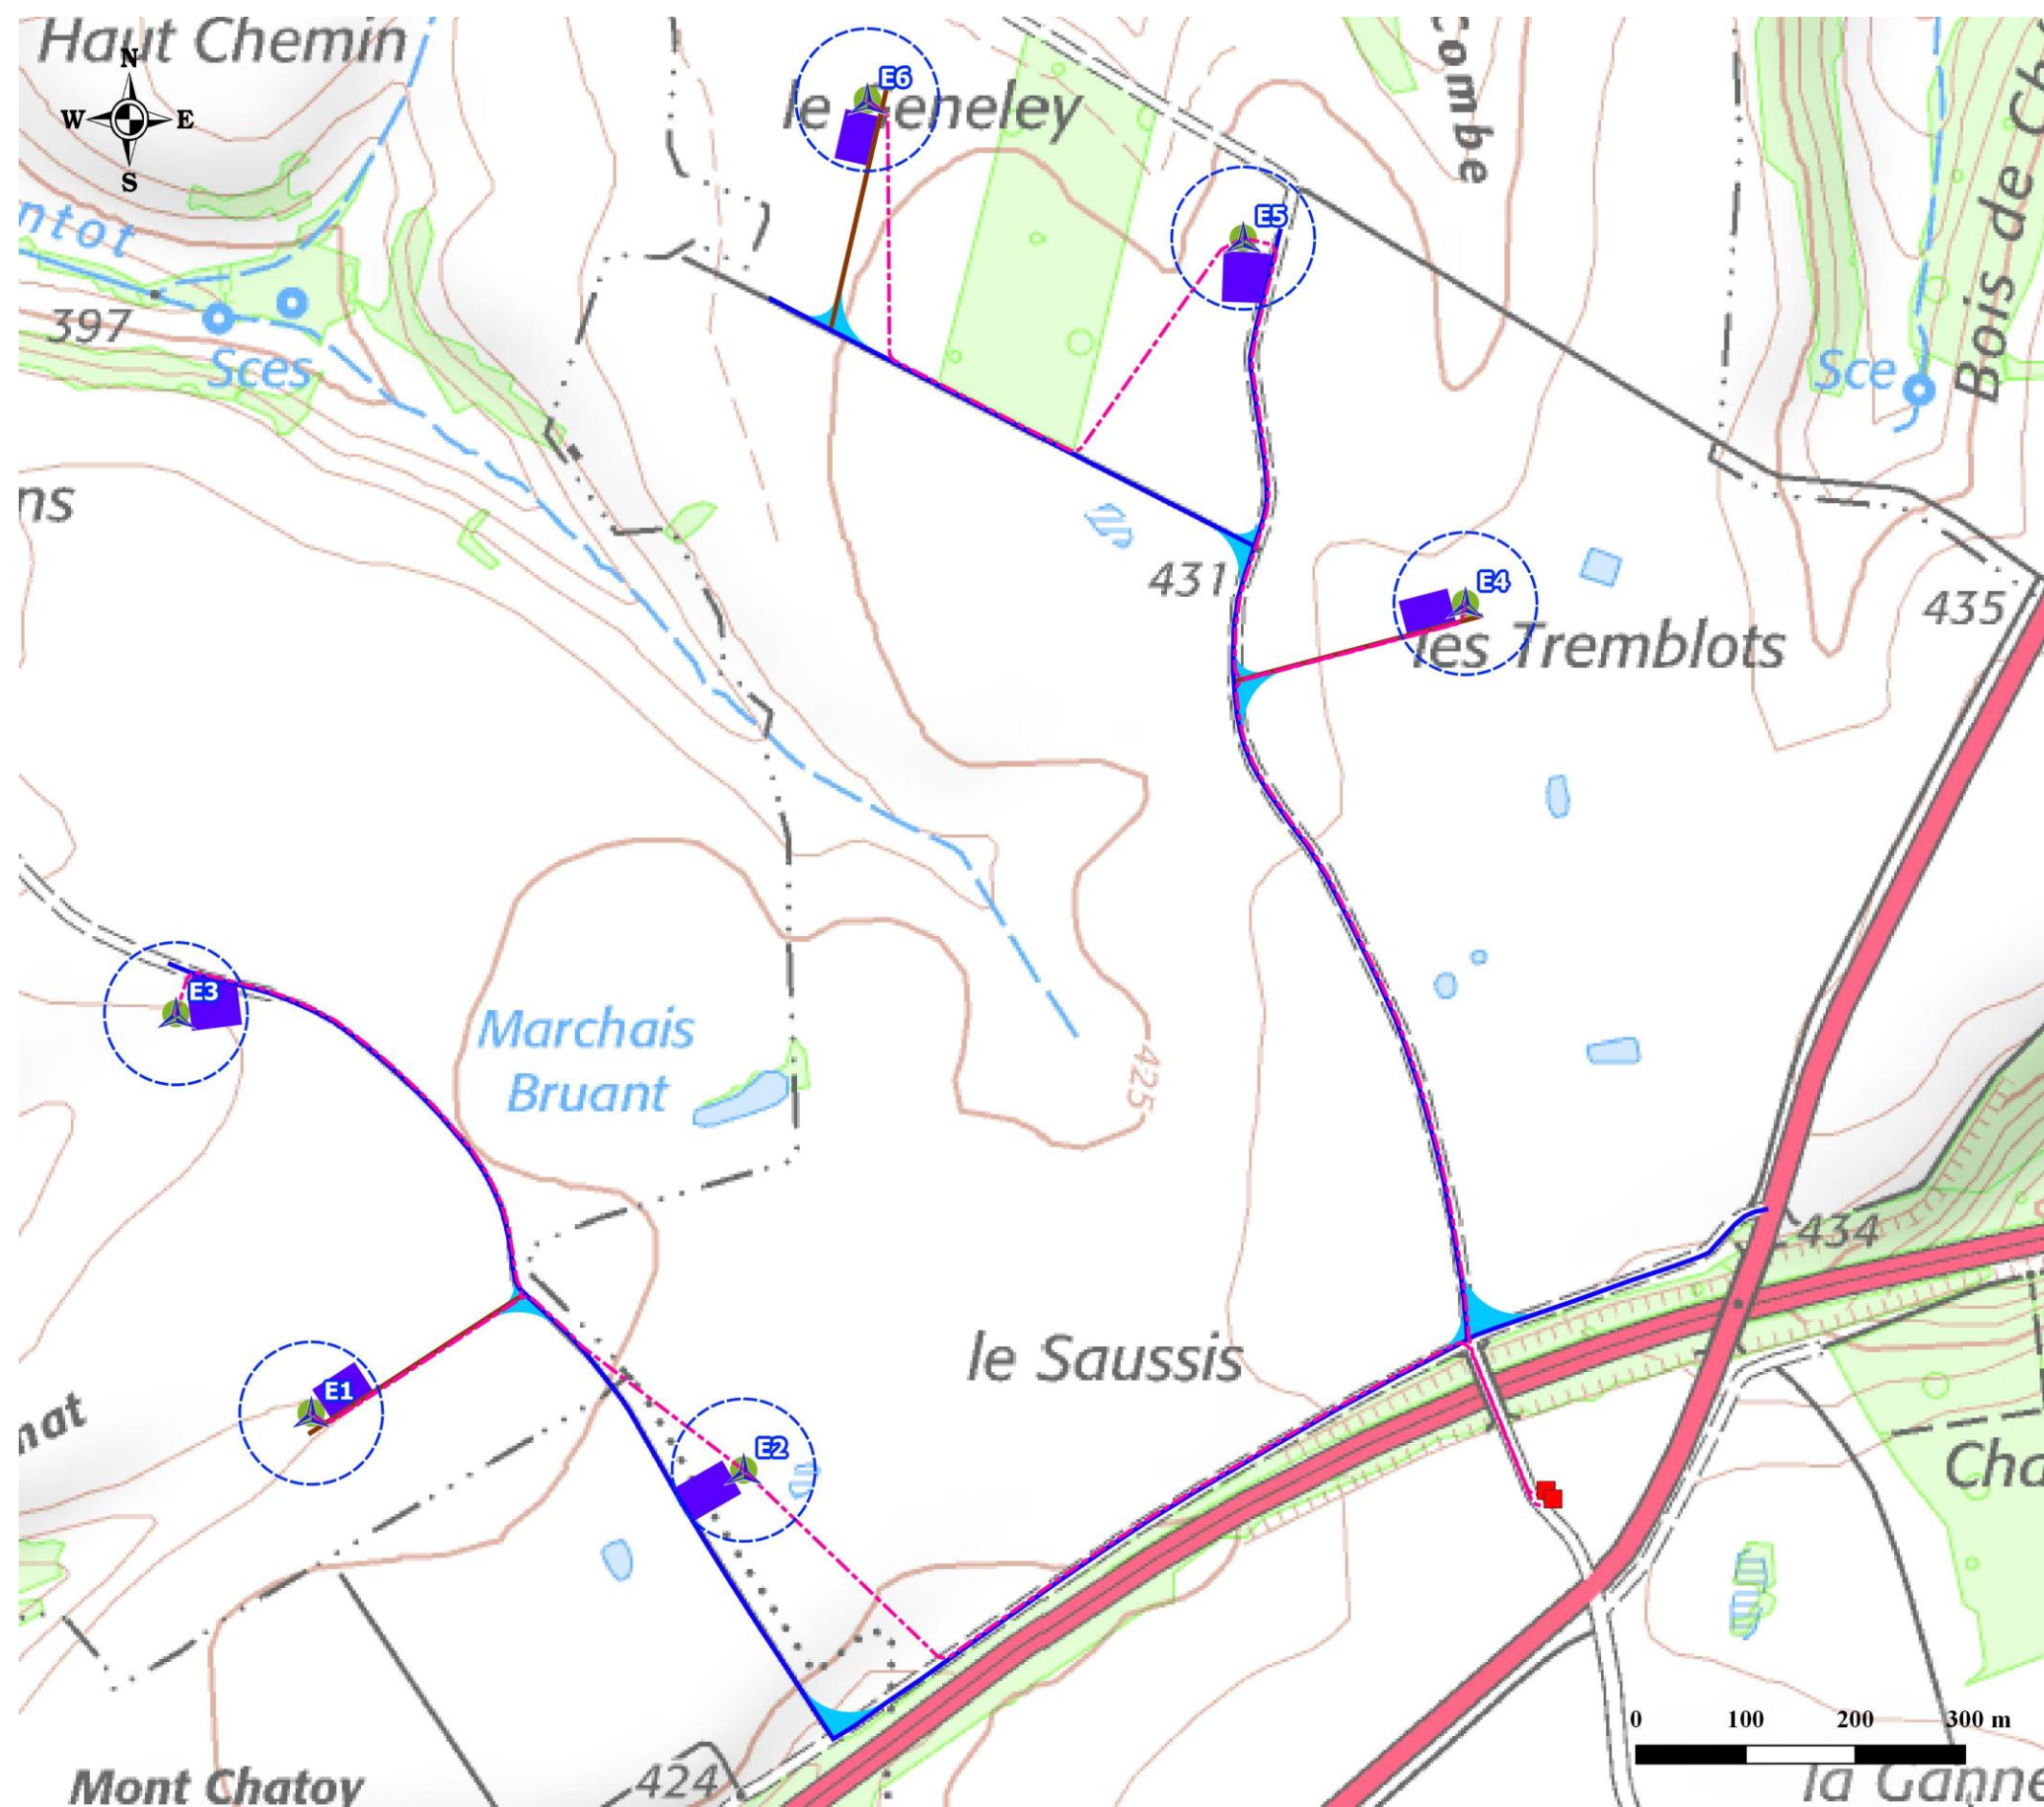 Haut Chemin
N
W E
S
E6
le Feneley
Combe
Bois de Ch
ntot
E5
397
Sces
Sce
ns
431
E4
les Tremblots
435
E3
Marchais
Bruant
425
434
le Saussis
E1
E2
nat
Cha
0 100 200 300 m
Mont Chatoy
424
la Ganne